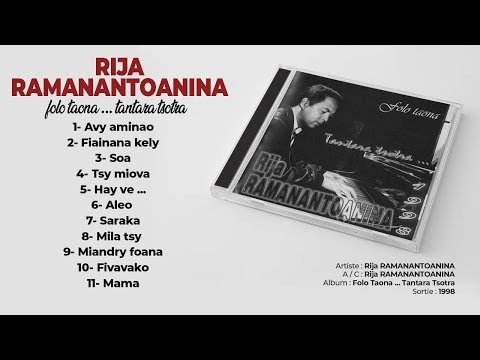 RIJA
RAMANANTOANINA
folo taona ... tantara tsotra
1- Avy aminao
2- Fiainana kely
3- Soa
4- Tsy miova
5- Hay ve ...
6- Aleo
7- Saraka
8- Mila tsy
9- Miandry foana
10- Fivavako
11- Mama
Folo taona
Tantara tsotra ...
Rija
RAMANANTOANINA
1998
Artiste : Rija RAMANANTOANINA
A / C : Rija RAMANANTOANINA
Album : Folo Taona ... Tantara Tsotra
Sortie : 1998